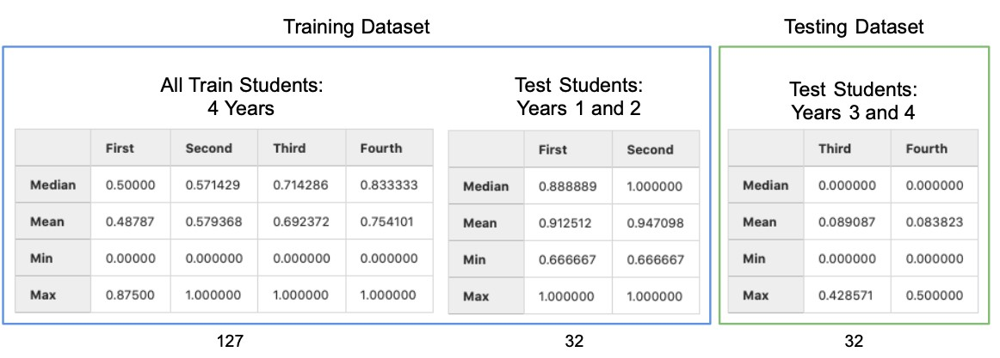 Training Dataset
Testing Dataset
All Train Students:
4 Years
First Second Third Fourth
Median 0.50000 0.571429 0.714286 0.833333
Mean 0.48787 0.579368 0.692372 0.754101
Min 0.00000 0.000000 0.000000 0.000000
Max 0.87500 1.000000 1.000000 1.000000
127
Test Students:
Years 1 and 2
First Second
Median 0.888889 1.000000
Mean 0.912512 0.947098
Min 0.666667 0.666667
Max 1.000000 1.000000
32
Test Students:
Years 3 and 4
Third Fourth
Median 0.000000 0.000000
Mean 0.089087 0.083823
Min 0.000000 0.000000
Max 0.428571 0.500000
32